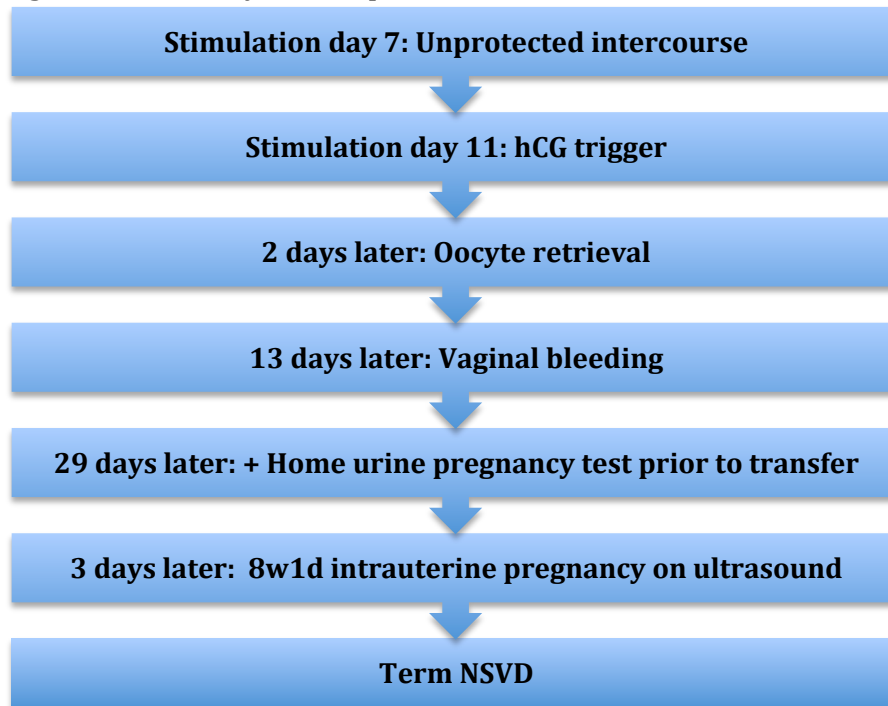 Stimulation day 7: Unprotected intercourse
Stimulation day 11: hCG trigger
2 days later: Oocyte retrieval
13 days later: Vaginal bleeding
29 days later: + Home urine pregnancy test prior to transfer
3 days later: 8w1d intrauterine pregnancy on ultrasound
Term NSVD